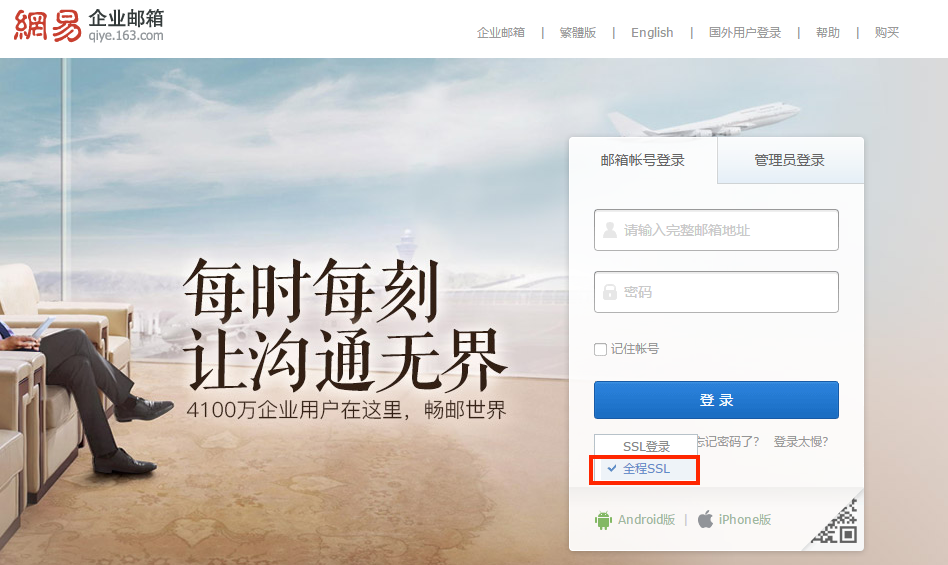 網易 企业邮箱
qiye.163.com
企业邮箱 | 繁體版 | English | 国外用户登录 | 帮助 | 购买
邮箱帐号登录 管理员登录
请输入完整邮箱地址
密码
记住帐号
登 录
SSL登录 忘记密码了? 登录太慢?
全程SSL
Android版 | iPhone版
每时每刻
让沟通无界
4100万企业用户在这里，畅邮世界